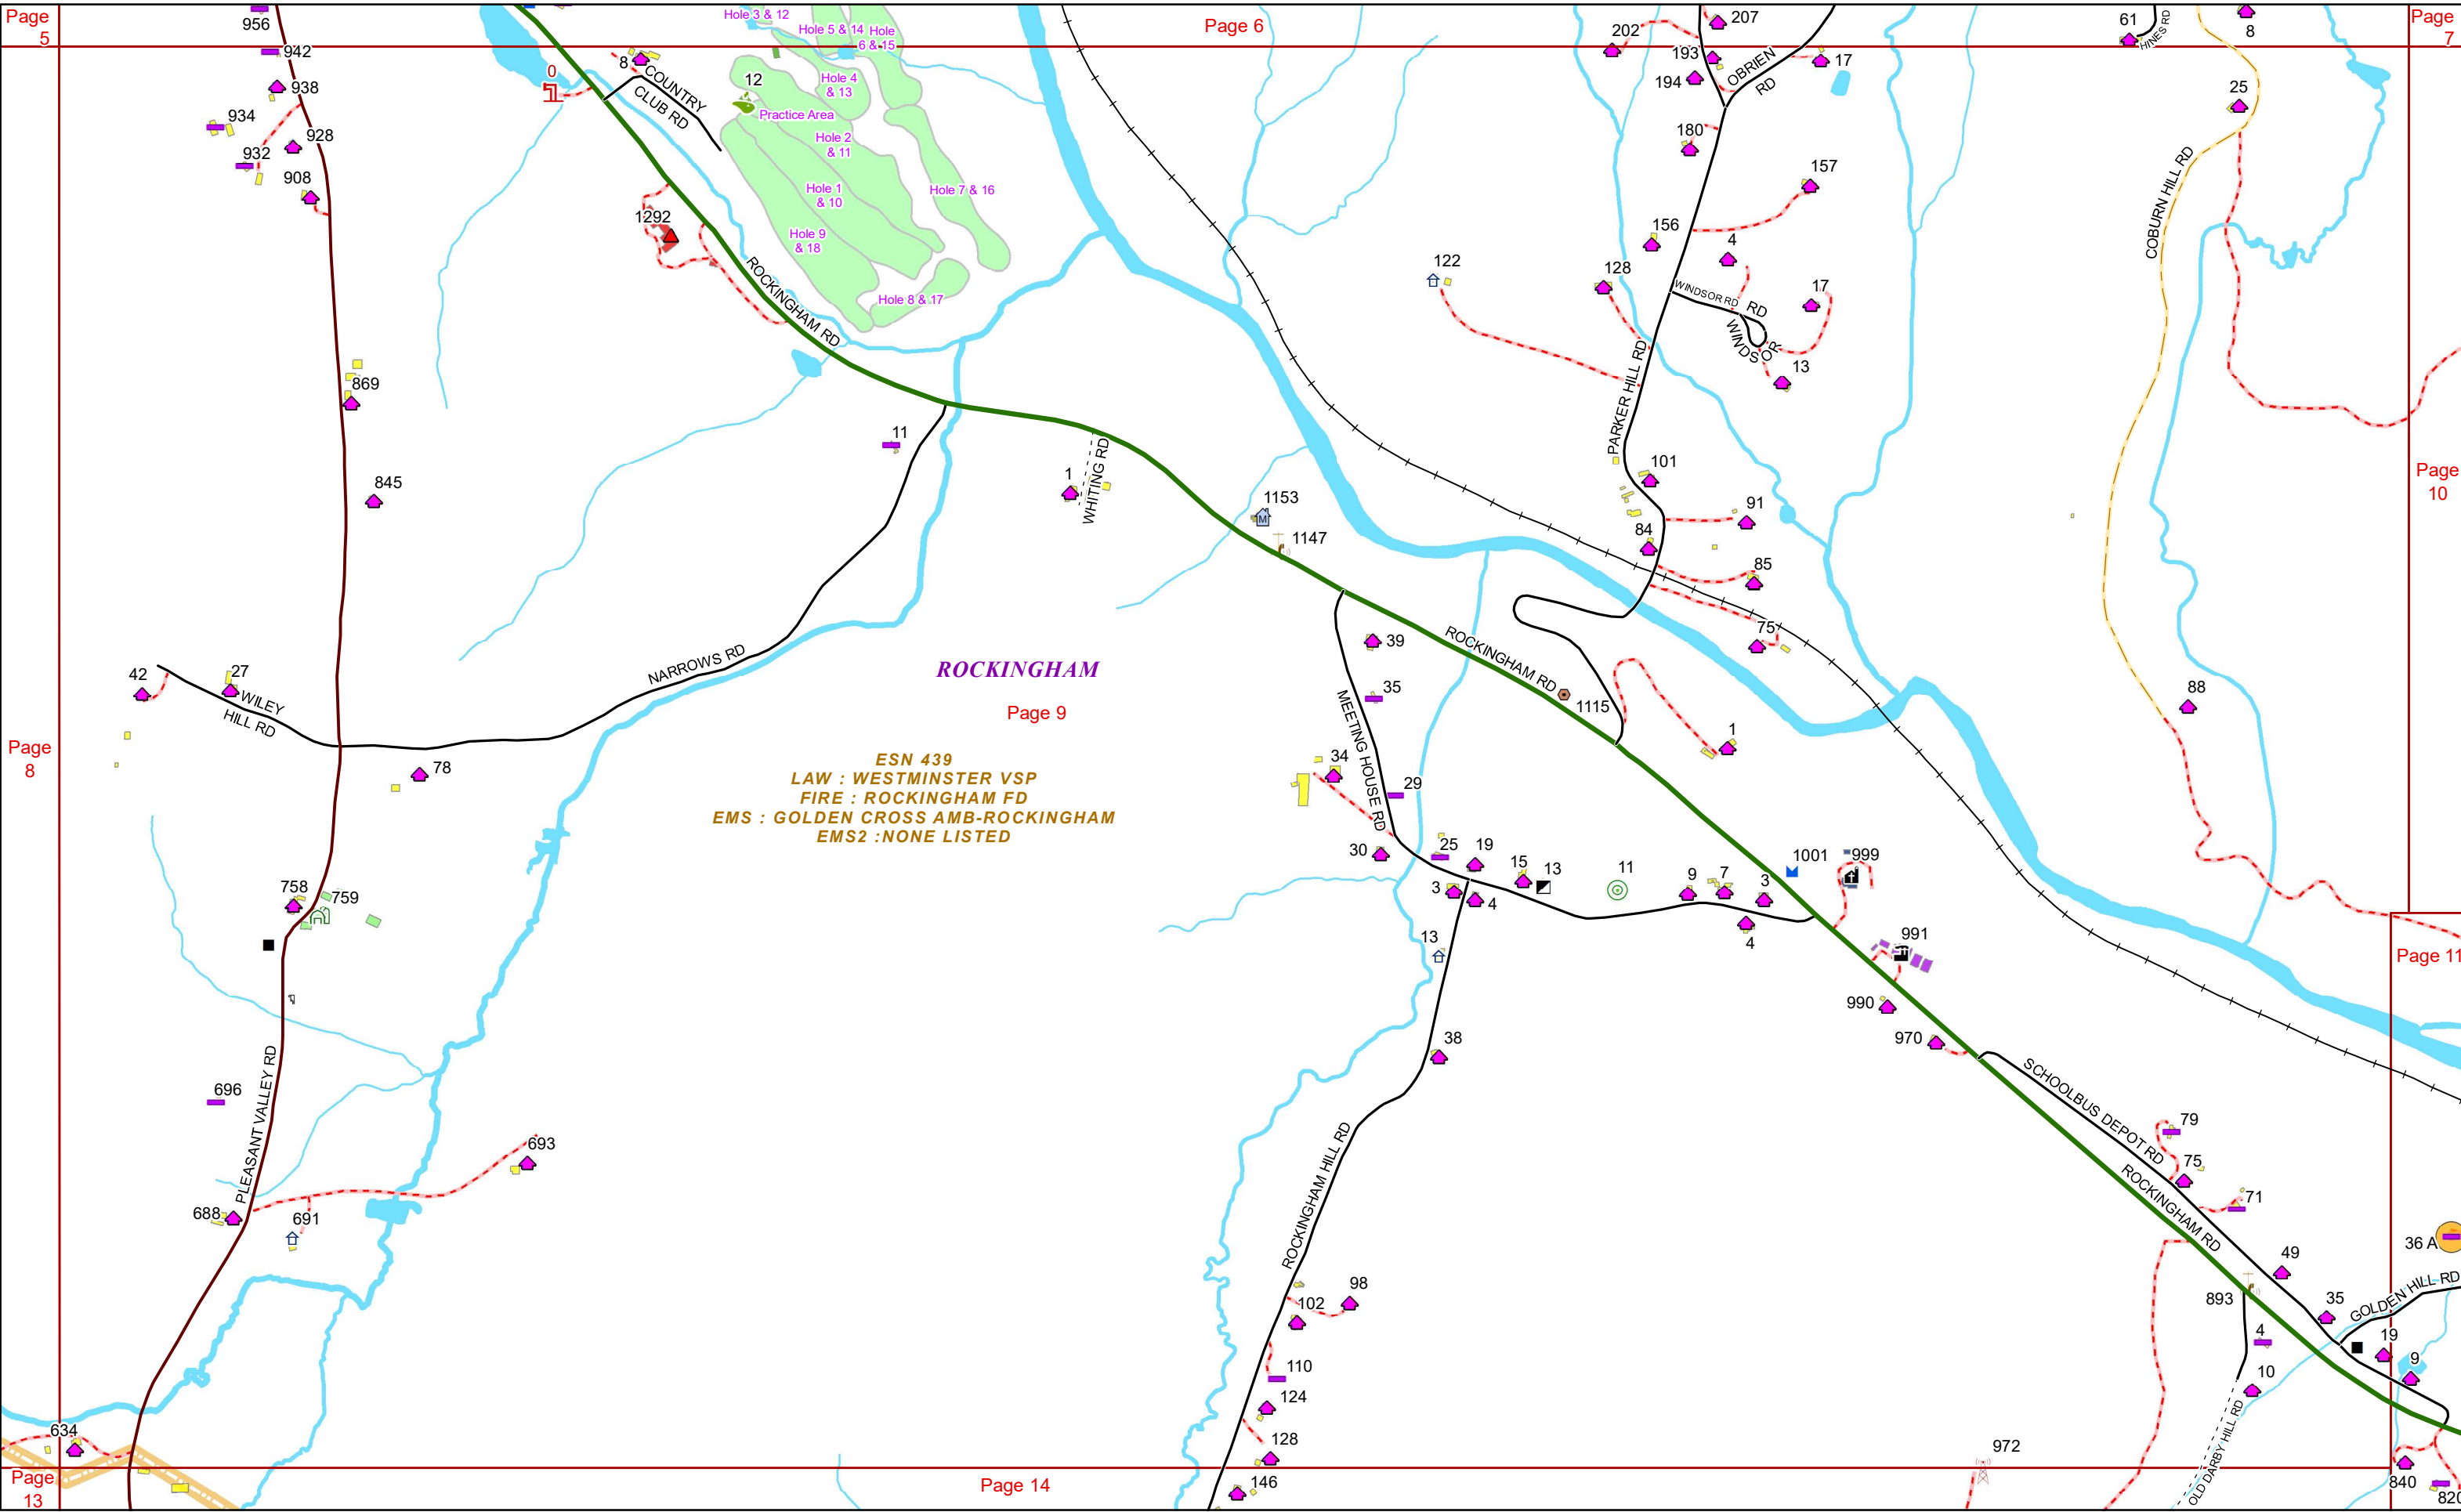 Page
5
Page 6
Page
7
956
942
938
934
928
932
908
869
845
0
8
COUNTRY
CLUB RD
12
Practice Area
Hole 3 & 12
Hole 5 & 14
Hole
6 & 15
Hole 4
& 13
Hole 2
& 11
Hole 1
& 10
Hole 7 & 16
Hole 9
& 18
Hole 8 & 17
1292
ROCKINGHAM RD
202
207
193
194
OBRIEN
RD
17
180
157
156
4
128
122
WINDSOR RD
RD
WINDSOR
17
13
PARKER HILL RD
61
HINES RD
8
25
COBURN HILL RD
11
1
WHITING RD
1153
1147
101
91
84
85
75
Page
10
42
27
WILEY
HILL RD
NARROWS RD
ROCKINGHAM
Page 9
39
35
ROCKINGHAM RD
1115
MEETING HOUSE RD
88
Page
8
78
ESN 439
LAW : WESTMINSTER VSP
FIRE : ROCKINGHAM FD
EMS : GOLDEN CROSS AMB-ROCKINGHAM
EMS2 :NONE LISTED
34
29
1
30
25
19
15
13
11
9
7
3
1001
999
3
4
4
758
759
13
991
Page 11
990
970
38
696
PLEASANT VALLEY RD
693
688
691
SCHOOLBUS DEPOT RD
79
75
71
ROCKINGHAM RD
ROCKINGHAM HILL RD
36 A
49
98
102
893
35
GOLDEN HILL RD
4
19
9
10
110
124
128
OLD DARBY HILL RD
634
972
146
840
820
Page
13
Page 14